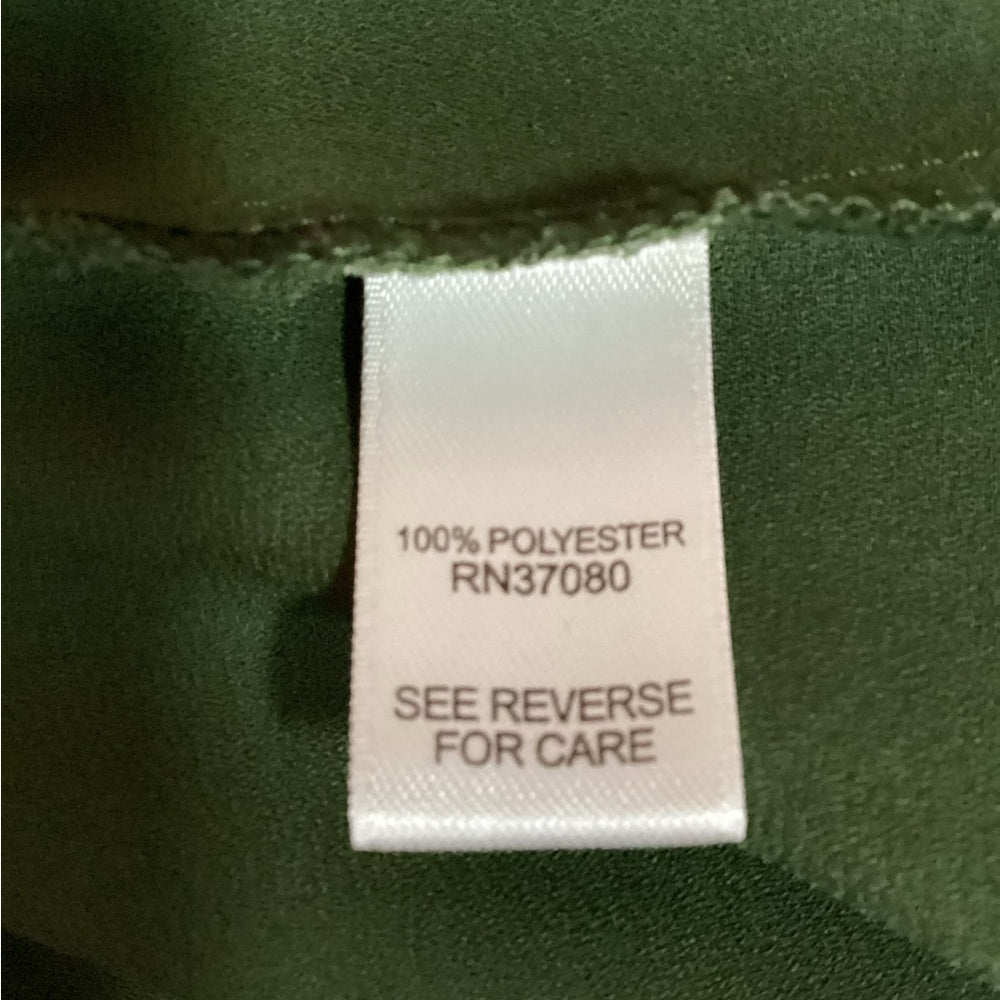 100% POLYESTER
RN37080
SEE REVERSE
FOR CARE